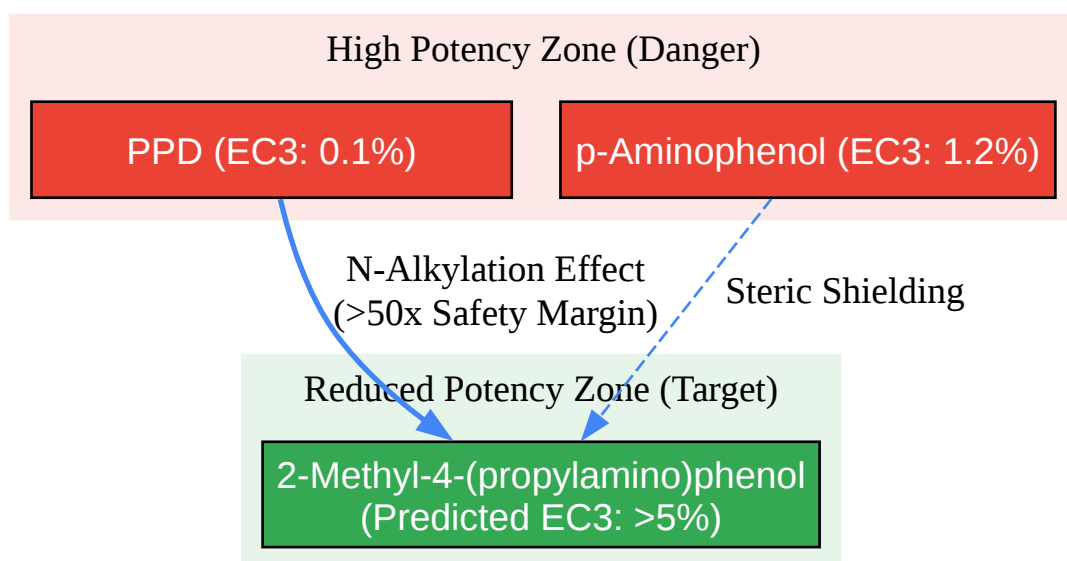 High Potency Zone (Danger)
PPD (EC3: 0.1%)
p-Aminophenol (EC3: 1.2%)
N-Alkylation Effect
(>50x Safety Margin)
Steric Shielding
Reduced Potency Zone (Target)
2-Methyl-4-(propylamino)phenol
(Predicted EC3: >5%)